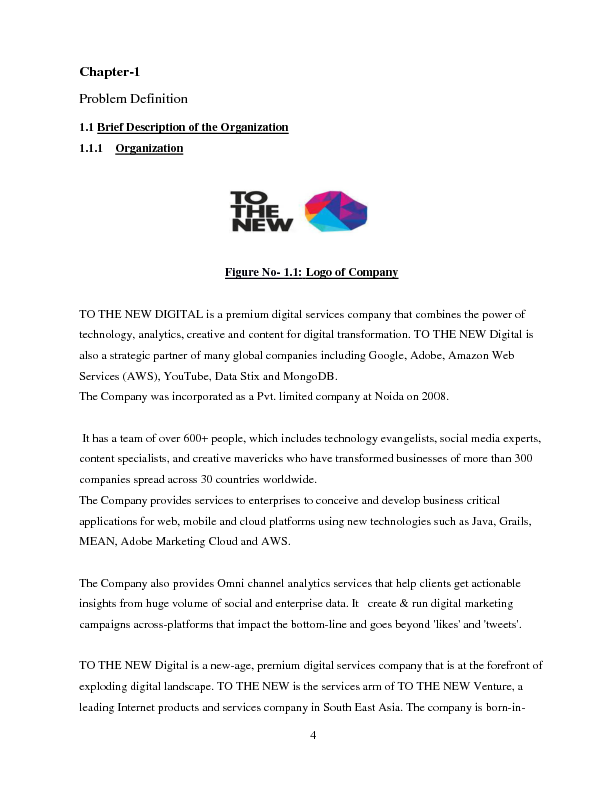 Chapter-1
Problem Definition
1.1 Brief Description of the Organization
1.1.1 Organization
TO
THE
NEW
Figure No- 1.1: Logo of Company
TO THE NEW DIGITAL is a premium digital services company that combines the power of
technology, analytics, creative and content for digital transformation. TO THE NEW Digital is
also a strategic partner of many global companies including Google, Adobe, Amazon Web
Services (AWS), YouTube, Data Stix and MongoDB.
The Company was incorporated as a Pvt. limited company at Noida on 2008.
It has a team of over 600+ people, which includes technology evangelists, social media experts,
content specialists, and creative mavericks who have transformed businesses of more than 300
companies spread across 30 countries worldwide.
The Company provides services to enterprises to conceive and develop business critical
applications for web, mobile and cloud platforms using new technologies such as Java, Grails,
MEAN, Adobe Marketing Cloud and AWS.
The Company also provides Omni channel analytics services that help clients get actionable
insights from huge volume of social and enterprise data. It create & run digital marketing
campaigns across-platforms that impact the bottom-line and goes beyond 'likes' and 'tweets'.
TO THE NEW Digital is a new-age, premium digital services company that is at the forefront of
exploding digital landscape. TO THE NEW is the services arm of TO THE NEW Venture, a
leading Internet products and services company in South East Asia. The company is born-in-
4